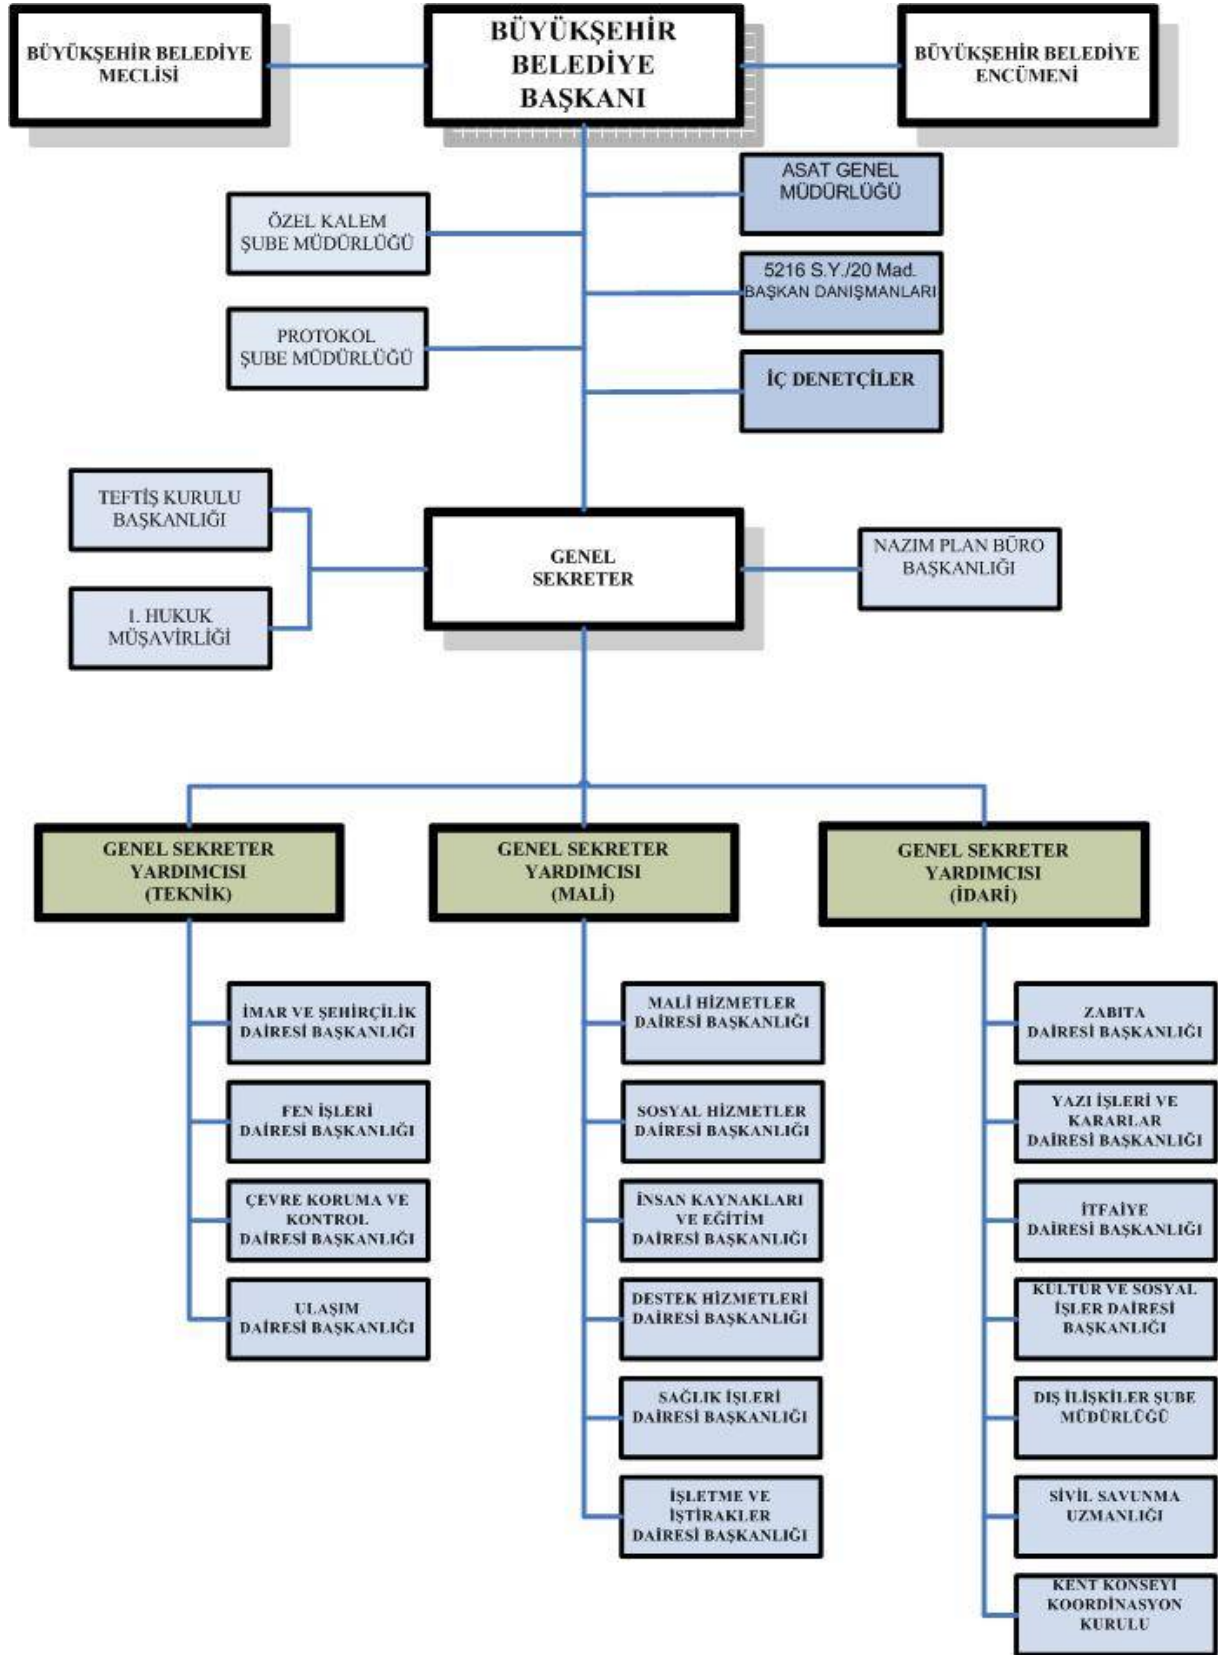 BÜYÜKŞEHİR BELEDİYE
MECLİSİ
BÜYÜKŞEHİR
BELEDİYE
BAŞKANI
BÜYÜKŞEHİR BELEDİYE
ENCÜMENİ
ASAT GENEL
MÜDÜRLÜĞÜ
ÖZEL KALEM
ŞUBE MÜDÜRLÜĞÜ
5216 S.Y./20 Mad.
BAŞKAN DANIŞMANLARI
PROTOKOL
ŞUBE MÜDÜRLÜĞÜ
İÇ DENETÇİLER
TEFTİŞ KURULU
BAŞKANLIĞI
1. HUKUK
MÜŞAVİRLİĞİ
GENEL
SEKRETER
NAZIM PLAN BÜRO
BAŞKANLIĞI
GENEL SEKRETER
YARDIMCISI
(TEKNİK)
GENEL SEKRETER
YARDIMCISI
(MALİ)
GENEL SEKRETER
YARDIMCISI
(İDARİ)
İMAR VE ŞEHİRÇİLİK
DAİRESİ BAŞKANLIĞI
FEN İŞLERİ
DAİRESİ BAŞKANLIĞI
ÇEVRE KORUMA VE
KONTROL
DAİRESİ BAŞKANLIĞI
ULAŞIM
DAİRESİ BAŞKANLIĞI
MALİ HİZMETLER
DAİRESİ BAŞKANLIĞI
SOSYAL HİZMETLER
DAİRESİ BAŞKANLIĞI
İNSAN KAYNAKLARI
VE EĞİTİM
DAİRESİ BAŞKANLIĞI
DESTEK HİZMETLERİ
DAİRESİ BAŞKANLIĞI
SAĞLIK İŞLERİ
DAİRESİ BAŞKANLIĞI
İŞLETME VE
İŞTİRAKLER
DAİRESİ BAŞKANLIĞI
ZABITA
DAİRESİ BAŞKANLIĞI
YAZI İŞLERİ VE
KARARLAR
DAİRESİ BAŞKANLIĞI
İTFAİYE
DAİRESİ BAŞKANLIĞI
KÜLTÜR VE SOSYAL
İŞLER DAİRESİ
BAŞKANLIĞI
DIŞ İLİŞKİLER ŞUBE
MÜDÜRLÜĞÜ
SİVİL SAVUNMA
UZMANLIĞI
KENT KONSEYİ
KOORDİNASYON
KURULU